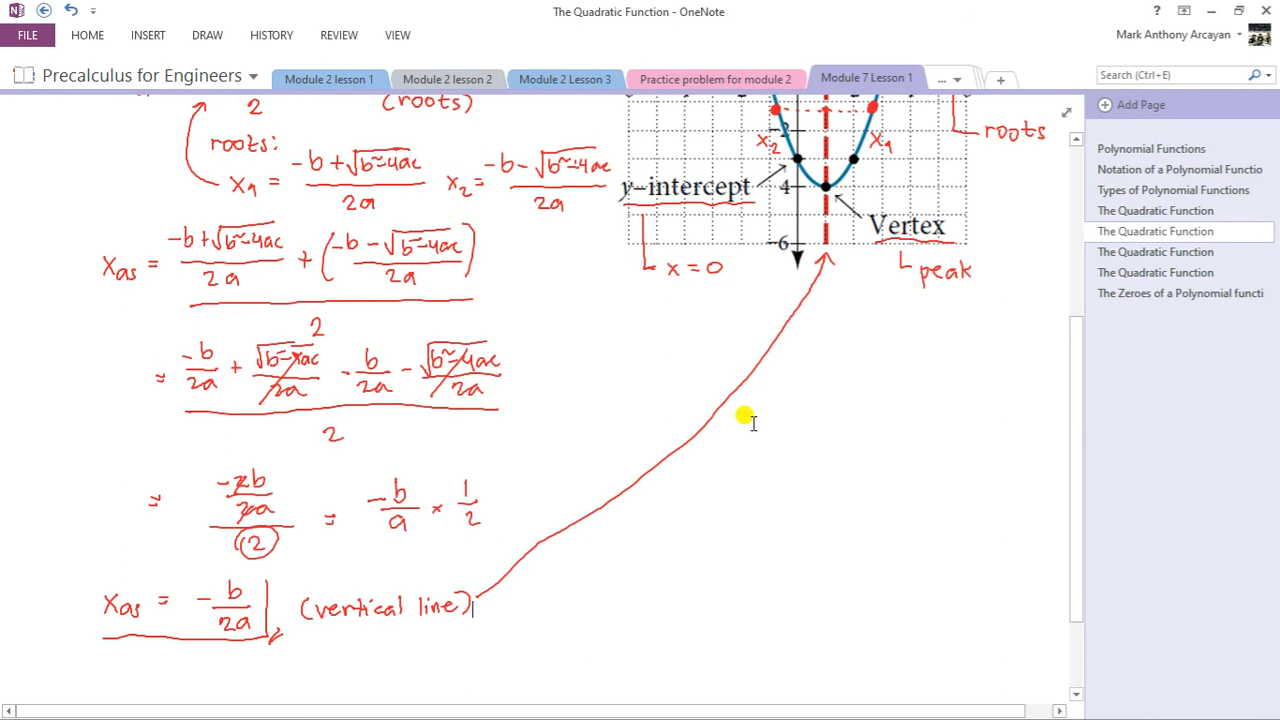 The Quadratic Function - OneNote
FILE HOME INSERT DRAW HISTORY REVIEW VIEW
Mark Anthony Arcayan
Precalculus for Engineers
Module 2 lesson 1
Module 2 lesson 2
Module 2 Lesson 3
Practice problem for module 2
Module 7 Lesson 1
...
Search (Ctrl+E)
Add Page
Polynomial Functions
Notation of a Polynomial Functio
Types of Polynomial Functions
The Quadratic Function
The Quadratic Function
The Quadratic Function
The Quadratic Function
The Zeroes of a Polynomial functi
2 (roots)
roots:
x₁ = (-b + √(b² - 4ac))/2a x₂ = (-b - √(b² - 4ac))/2a
xas = ((-b + √(b² - 4ac))/2a + ((-b - √(b² - 4ac))/2a))/2
= (-b/2a + √(b² - 4ac)/2a - b/2a - √(b² - 4ac)/2a)/2
= (-2b/2a)/2 = -b/a × 1/2
xas = -b/2a (vertical line)
roots
-2
x₂ x₁
y-intercept
4
Vertex
-6
x = 0
peak